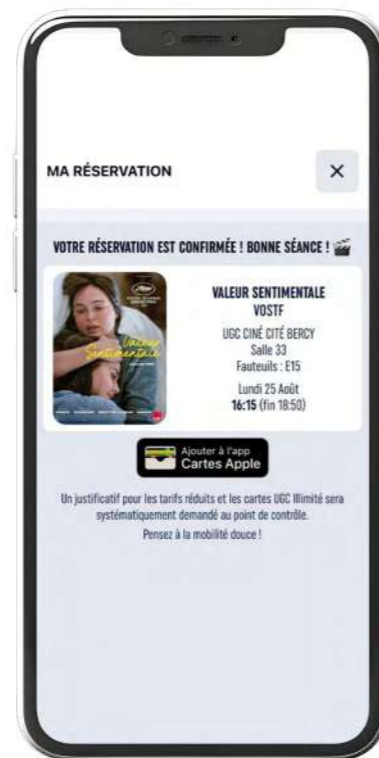 MA RÉSERVATION
VOTRE RÉSERVATION EST CONFIRMÉE ! BONNE SÉANCE ! 🎬
Valeur
Sentimentale
VALEUR SENTIMENTALE
VOSTF
UGC CINÉ CITÉ BERCY
Salle 33
Fauteuils : E15
Lundi 25 Août
16:15 (fin 18:50)
Ajouter à l'app
Cartes Apple
Un justificatif pour les tarifs réduits et les cartes UGC Illimité sera
systématiquement demandé au point de contrôle.
Pensez à la mobilité douce !